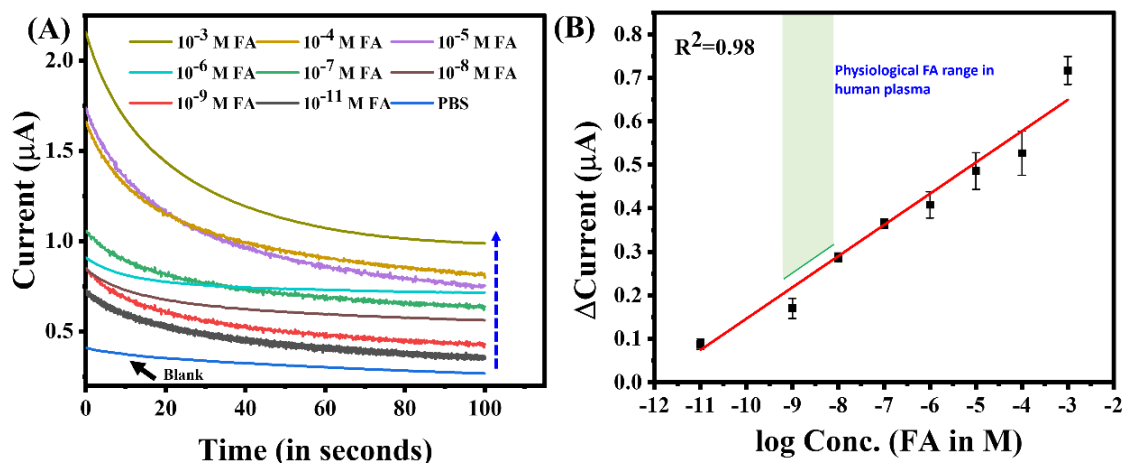 (A)
10⁻³ M FA 10⁻⁴ M FA 10⁻⁵ M FA
10⁻⁶ M FA 10⁻⁷ M FA 10⁻⁸ M FA
10⁻⁹ M FA 10⁻¹¹ M FA PBS
2.0
1.5
1.0
0.5
Current (μA)
Blank
0 20 40 60 80 100
Time (in seconds)
(B)
R²=0.98
Physiological FA range in
human plasma
0.8
0.7
0.6
0.5
0.4
0.3
0.2
0.1
0.0
ΔCurrent (μA)
-12 -11 -10 -9 -8 -7 -6 -5 -4 -3 -2
log Conc. (FA in M)